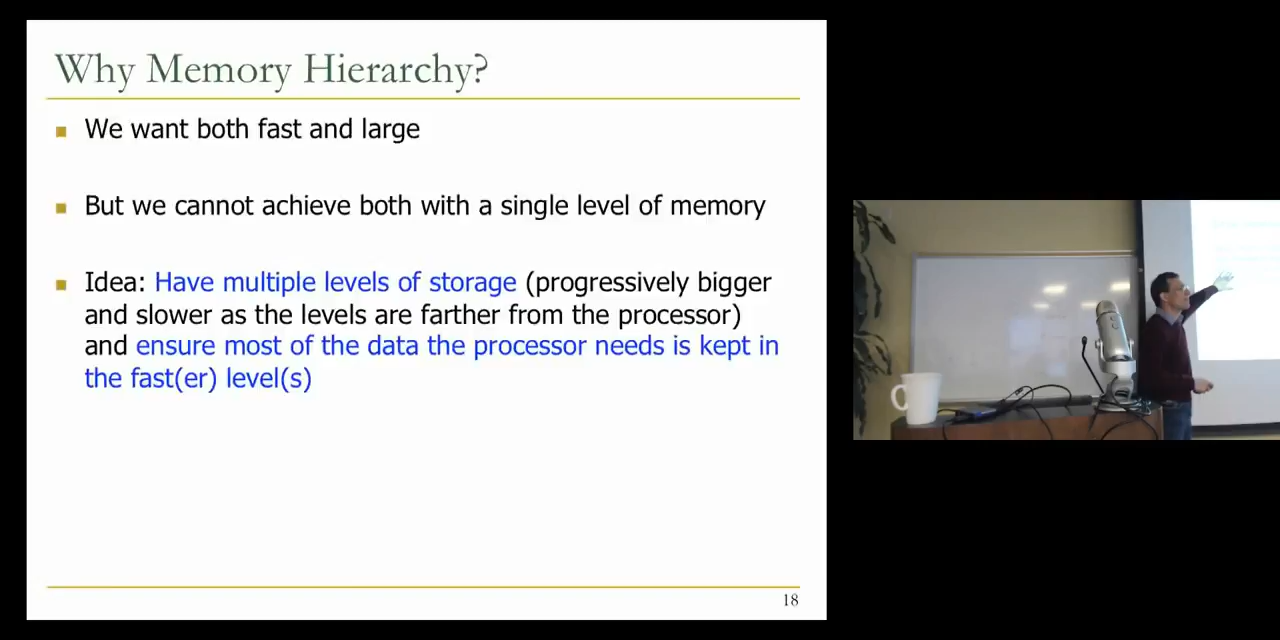 Why Memory Hierarchy?
We want both fast and large
But we cannot achieve both with a single level of memory
Idea: Have multiple levels of storage (progressively bigger
and slower as the levels are farther from the processor)
and ensure most of the data the processor needs is kept in
the fast(er) level(s)
18